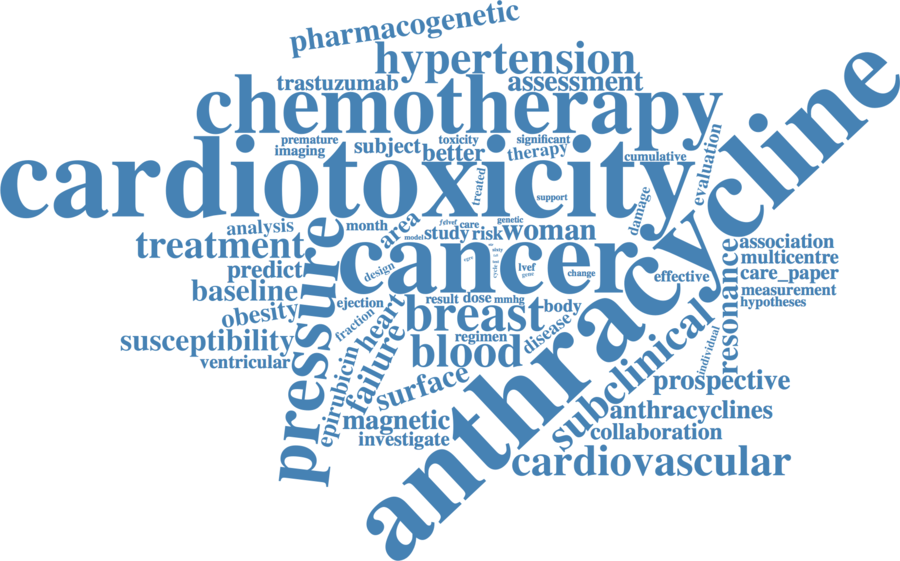 pharmacogenetic
hypertension
trastuzumab
assessment
chemotherapy
premature
toxicity
significant
imaging
subject
better
therapy
cumulative
cardiotoxicity
treated
support
damage
evaluation
anthracycline
analysis
month
area
care
genetic
model
study
risk
woman
treatment
pressure
cancer
association
multicentre
predict
design
lvef
gene
change
effective
resonance
care_paper
baseline
ejection
result
dose
mmhg
body
measurement
hypotheses
obesity
fraction
heart
breast
susceptibility
regimen
disease
individual
ventricular
blood
epirubicin
failure
surface
subclinical
prospective
magnetic
anthracyclines
investigate
collaboration
cardiovascular